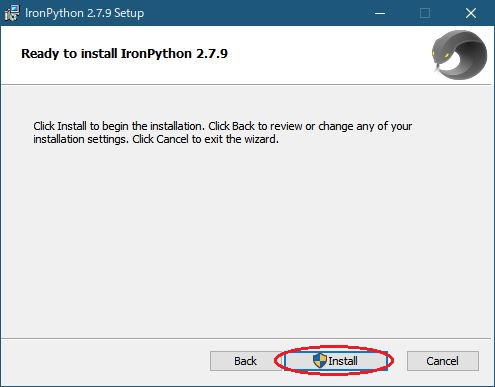 IronPython 2.7.9 Setup
Ready to install IronPython 2.7.9
Click Install to begin the installation. Click Back to review or change any of your
installation settings. Click Cancel to exit the wizard.
Back Install Cancel